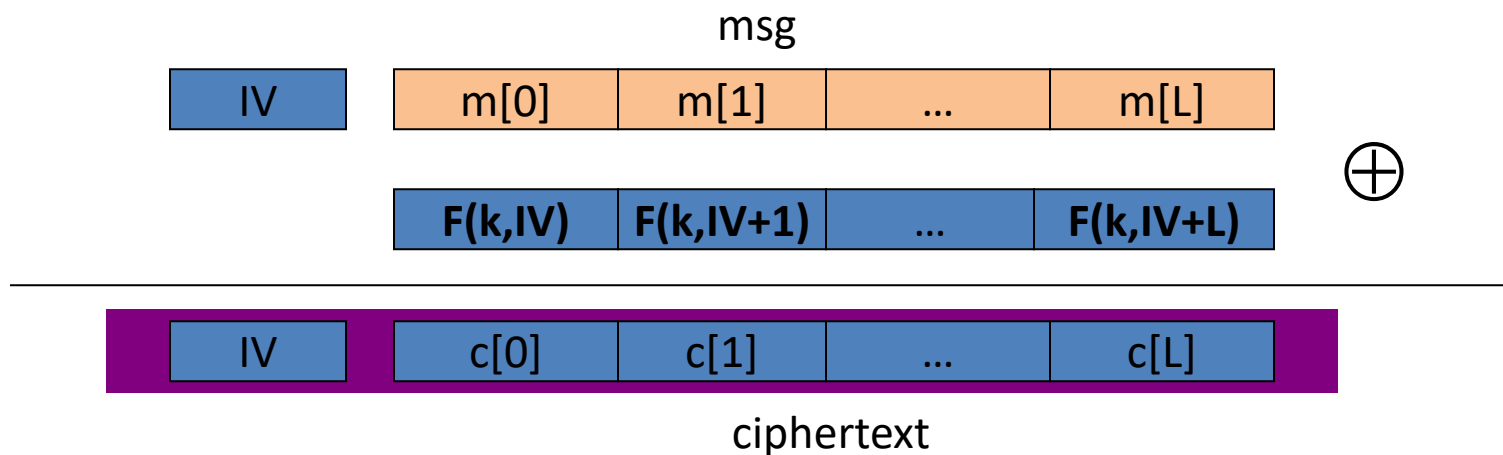 msg
IV m[0] m[1] … m[L]
⊕
F(k,IV) F(k,IV+1) … F(k,IV+L)
IV c[0] c[1] … c[L]
ciphertext